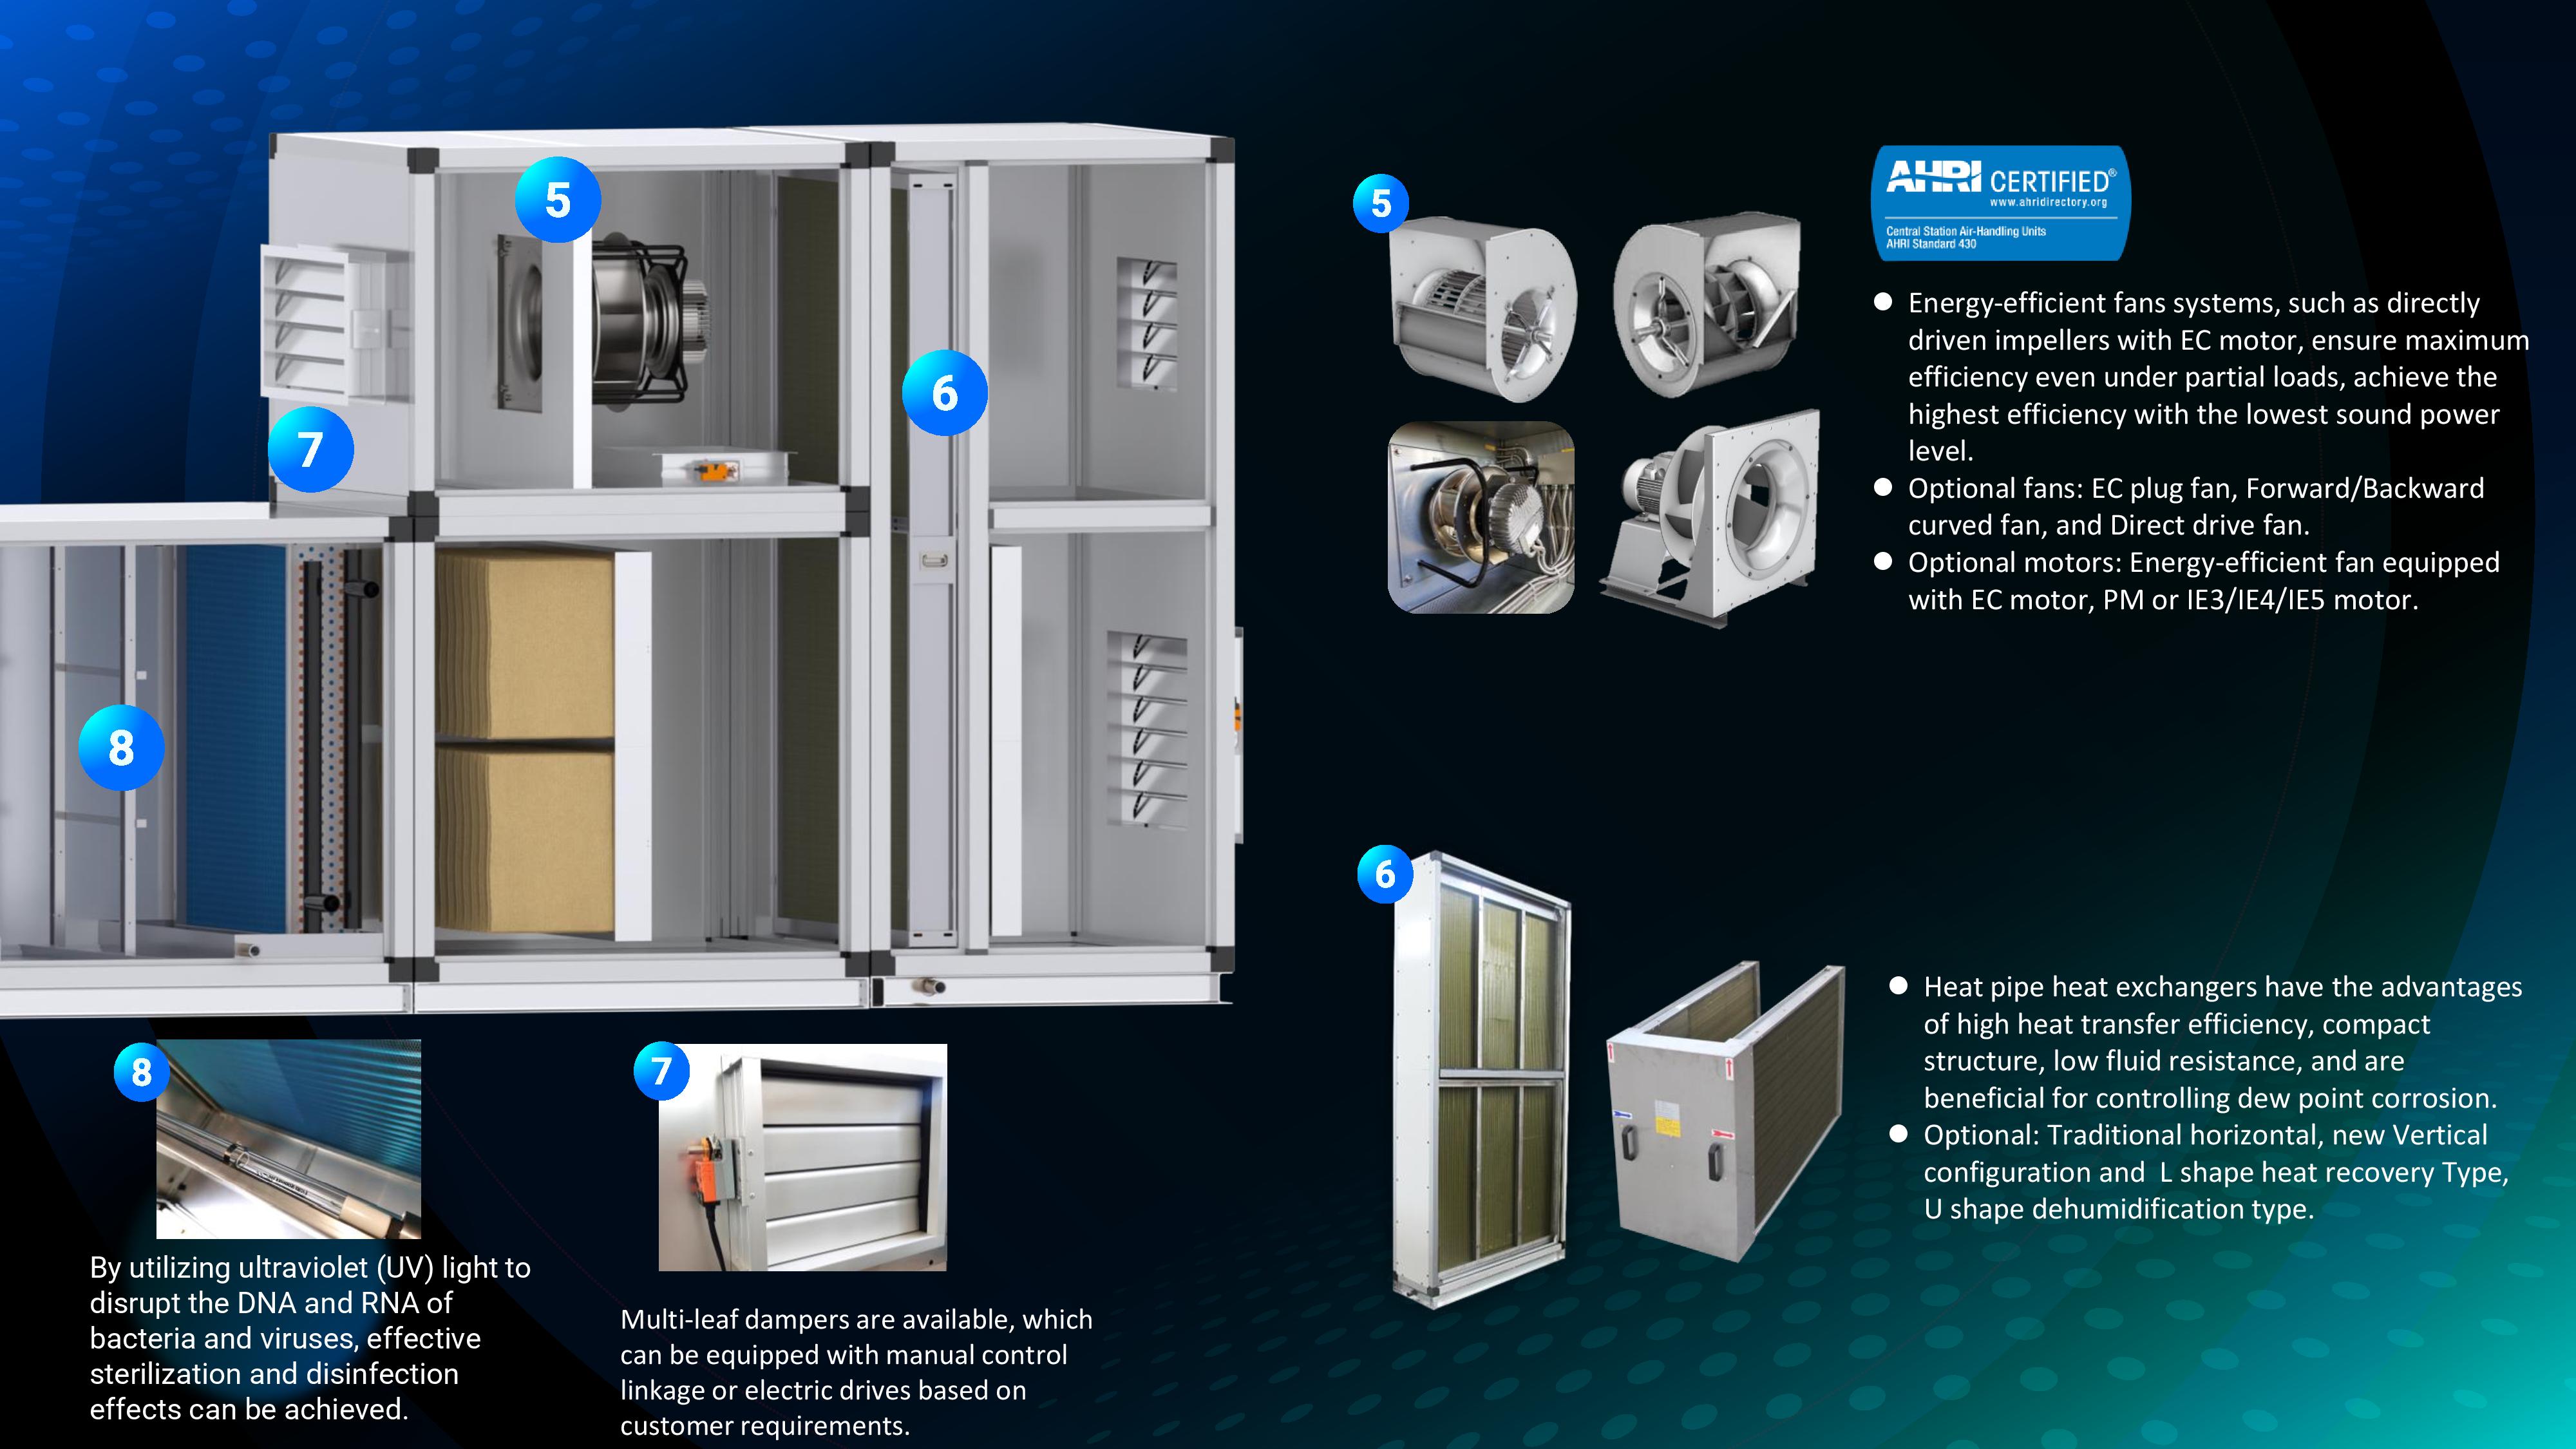 5
7
6
8
5
AHRI CERTIFIED®
www.ahridirectory.org
Central Station Air-Handling Units
AHRI Standard 430
Energy-efficient fans systems, such as directly
driven impellers with EC motor, ensure maximum
efficiency even under partial loads, achieve the
highest efficiency with the lowest sound power
level.
Optional fans: EC plug fan, Forward/Backward
curved fan, and Direct drive fan.
Optional motors: Energy-efficient fan equipped
with EC motor, PM or IE3/IE4/IE5 motor.
6
Heat pipe heat exchangers have the advantages
of high heat transfer efficiency, compact
structure, low fluid resistance, and are
beneficial for controlling dew point corrosion.
Optional: Traditional horizontal, new Vertical
configuration and L shape heat recovery Type,
U shape dehumidification type.
8
By utilizing ultraviolet (UV) light to
disrupt the DNA and RNA of
bacteria and viruses, effective
sterilization and disinfection
effects can be achieved.
7
Multi-leaf dampers are available, which
can be equipped with manual control
linkage or electric drives based on
customer requirements.